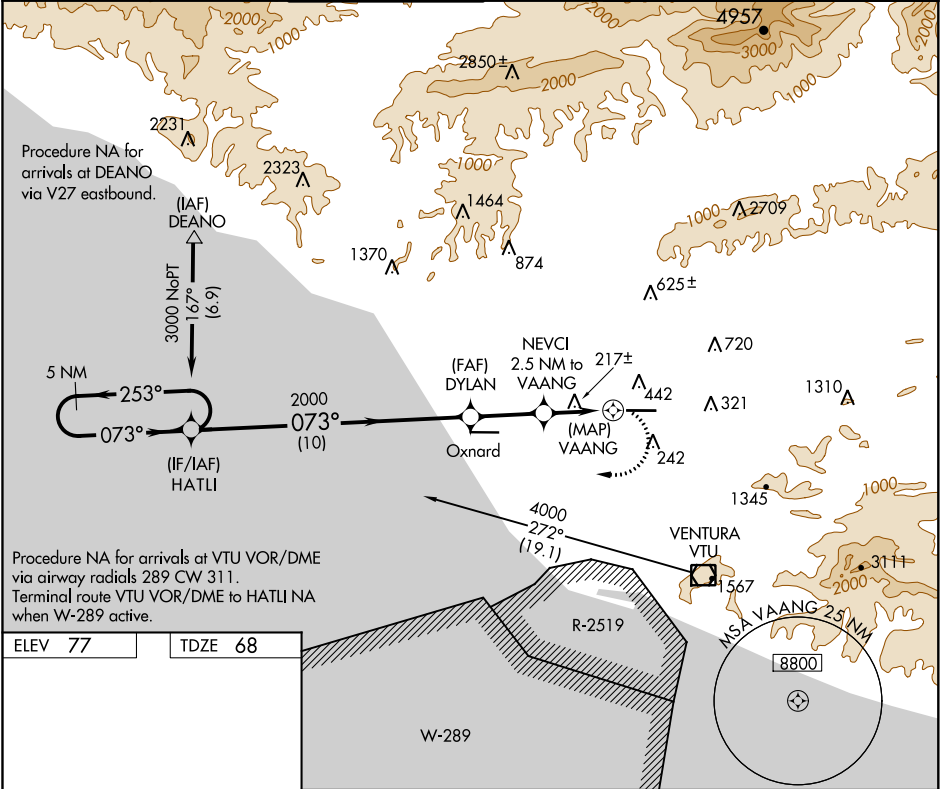 4957
2000
1000
3000
2000
2850±
2000
1000
1000
2000
2231
Procedure NA for
arrivals at DEANO
via V27 eastbound.
2323
1000
1464
1000
2709
(IAF)
DEANO
874
1370
625±
3000 NoPT
167°
(6.9)
NEVCI
2.5 NM to
VAANG
217±
720
(FAF)
DYLAN
5 NM
253°
2000
073°
(10)
073°
442
321
1310
(IF/IAF)
HATLI
Oxnard
(MAP)
VAANG
242
1345
1000
4000
272°
(19.1)
VENTURA
VTU
1567
3111
2000
Procedure NA for arrivals at VTU VOR/DME
via airway radials 289 CW 311.
Terminal route VTU VOR/DME to HATLI NA
when W-289 active.
R-2519
MSA VAANG 25 NM
8800
ELEV 77
TDZE 68
W-289